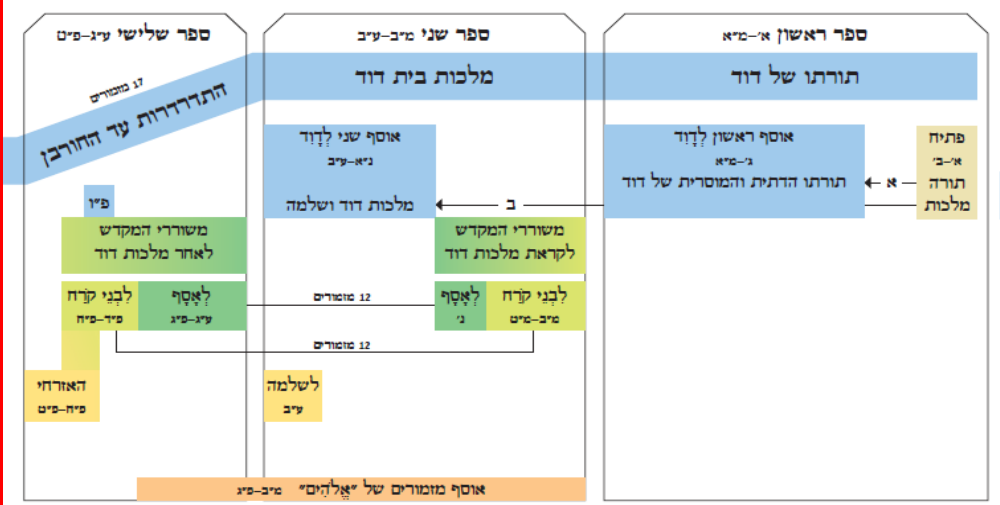 ספר ראשון א׳–מ״א
תורתו של דוד
פתיח
א׳–ב׳
תורה
מלכות
א
אוסף ראשון לְדָוִד
ג׳–מ״א
תורתו הדתית והמוסרית של דוד
ב
ספר שני מ״ב–ע״ב
מלכות בית דוד
אוסף שני לְדָוִד
נ״א–ע״ב
מלכות דוד ושלמה
משוררי המקדש
לקראת מלכות דוד
לִבְנֵי קֹרַח
מ״ב–מ״ט
לְאָסָף
נ׳
לשלמה
ע״ב
12 מזמורים
12 מזמורים
ספר שלישי ע״ג–פ״ט
17 מזמורים
התדרדרות עד החורבן
פ״ו
משוררי המקדש
לאחר מלכות דוד
לְאָסָף
ע״ג–פ״ג
לִבְנֵי קֹרַח
פ״ד–פ״ח
האזרחי
פ״ח–פ״ט
אוסף מזמורים של ״אֱלֹהִים״ מ״ב–פ״ג